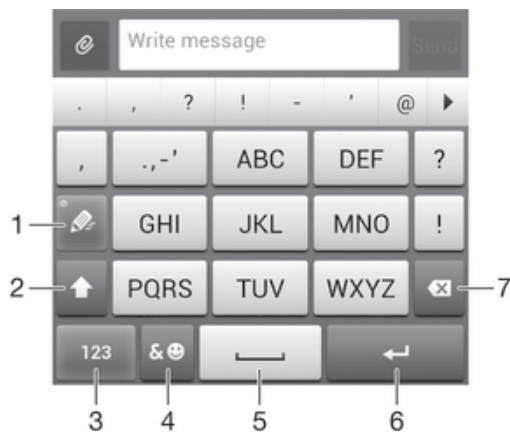 Write message Send
. , ? ! - ' @
, .,-' ABC DEF ?
1 GHI JKL MNO !
2 PQRS TUV WXYZ 7
123 &
3 4 5 6